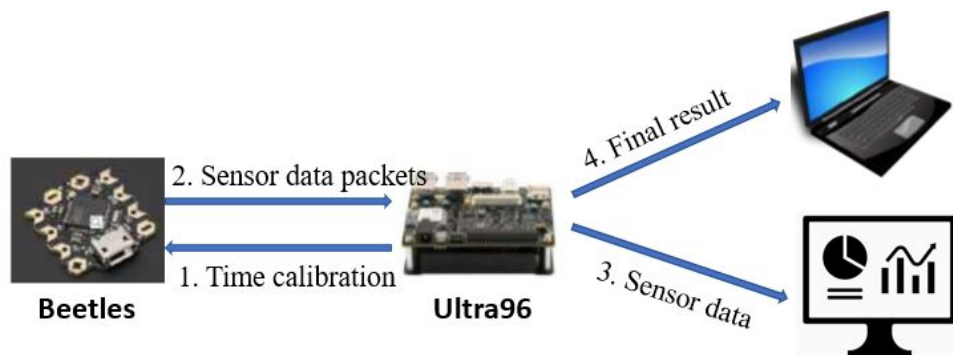 4. Final result
2. Sensor data packets
1. Time calibration
3. Sensor data
Beetles
Ultra96